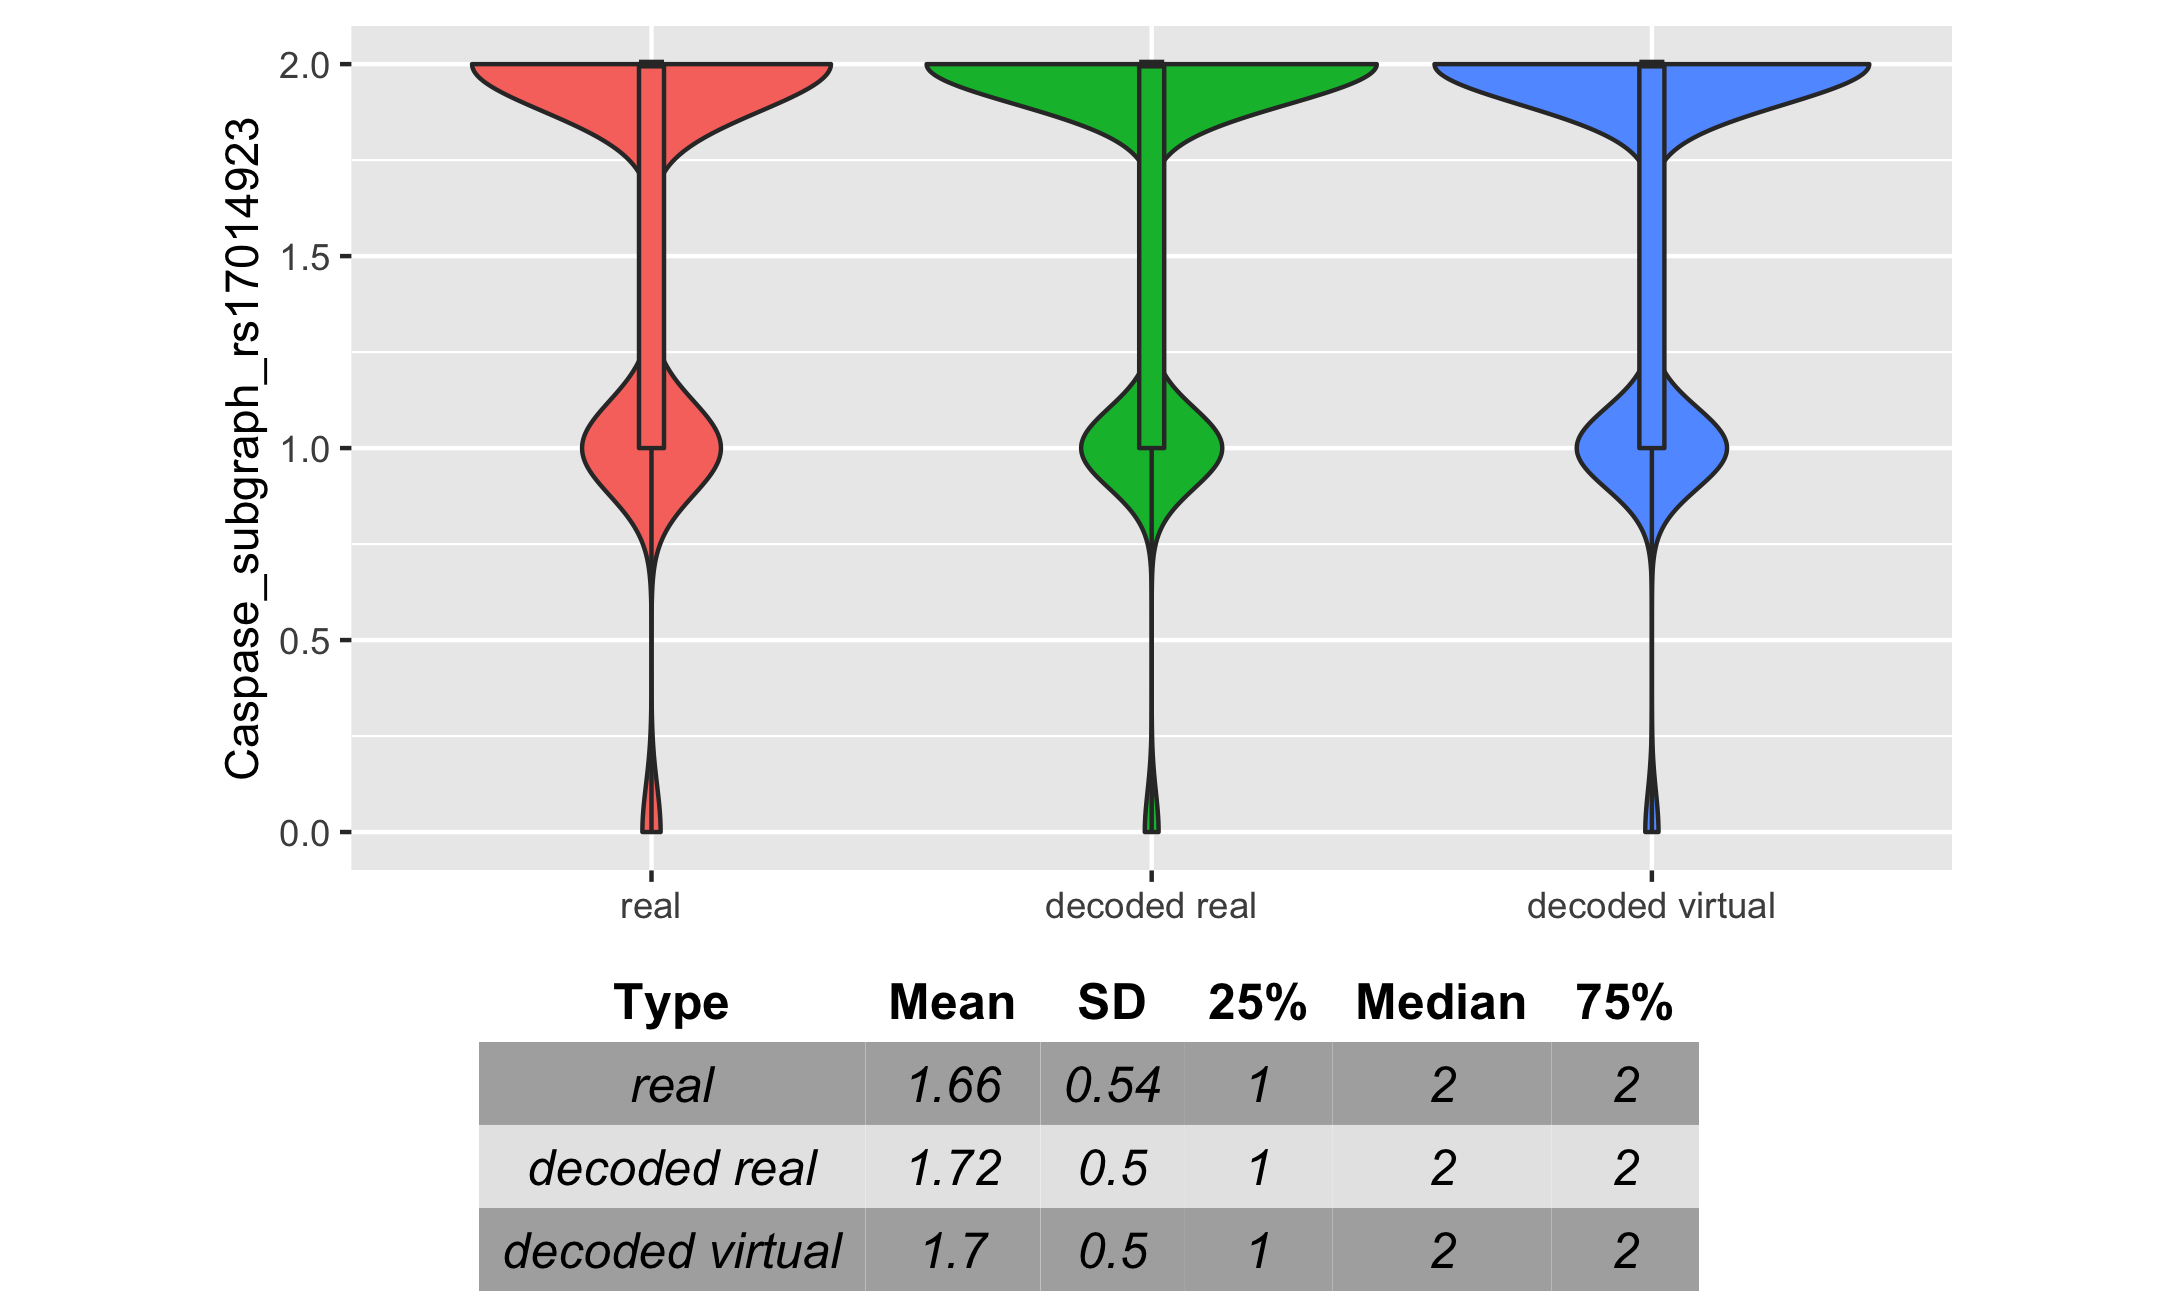 Caspase_subgraph_rs17014923
2.0
1.5
1.0
0.5
0.0
real decoded real decoded virtual
Type Mean SD 25% Median 75%
real 1.66 0.54 1 2 2
decoded real 1.72 0.5 1 2 2
decoded virtual 1.7 0.5 1 2 2